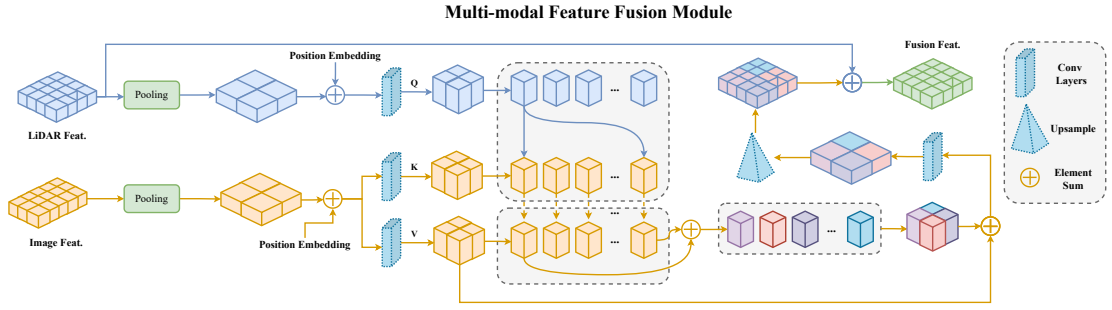 Multi-modal Feature Fusion Module
Position Embedding
Fusion Feat.
Pooling
Q
...
Conv
Layers
LiDAR Feat.
Upsample
K
...
Pooling
Element
Sum
...
Position Embedding
V
...
...
Image Feat.